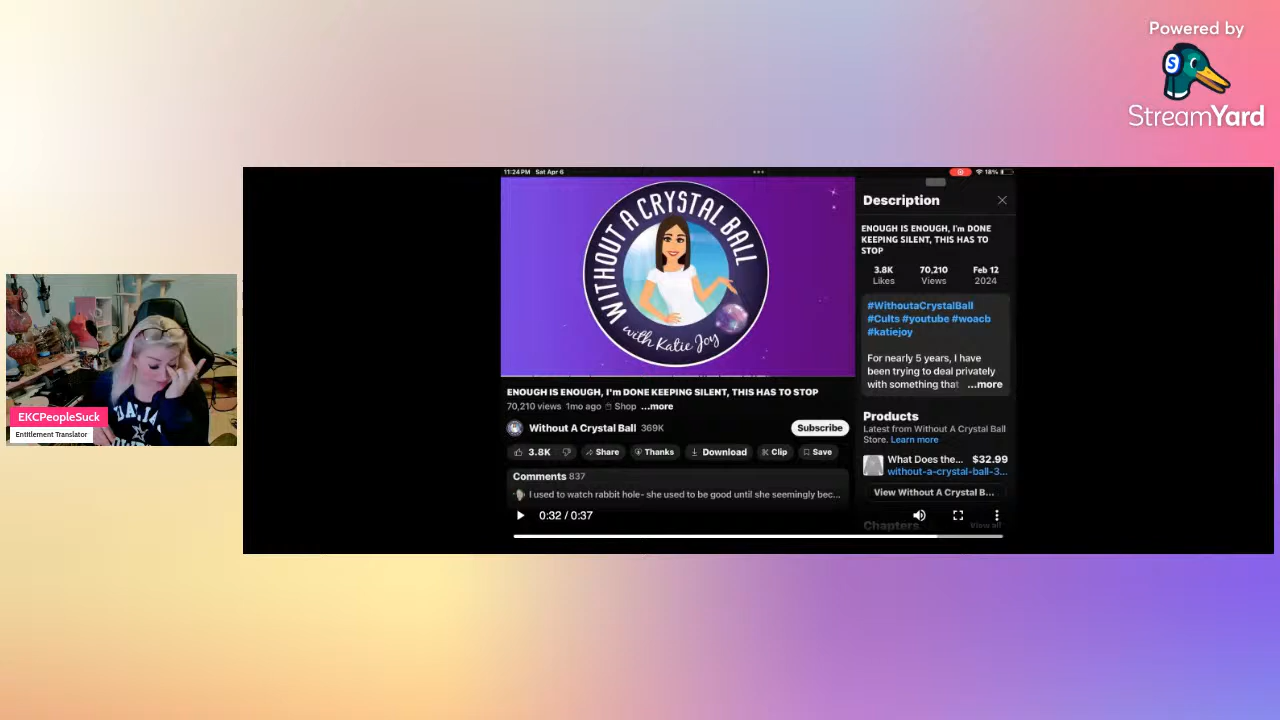 Powered by
StreamYard
11:24 PM Sat Apr 6
18%
WITHOUT A CRYSTAL BALL
with Katie Joy
Description
ENOUGH IS ENOUGH, I'm DONE
KEEPING SILENT, THIS HAS TO
STOP
3.8K 70,210 Feb 12
Likes Views 2024
#WithoutaCrystalBall
#Cults #youtube #woacb
#katiejoy
For nearly 5 years, I have
been trying to deal privately
with something that ...more
ENOUGH IS ENOUGH, I'm DONE KEEPING SILENT, THIS HAS TO STOP
70,210 views 1mo ago Shop ...more
Without A Crystal Ball 369K Subscribe
3.8K Share Thanks Download Clip Save
Comments 837
I used to watch rabbit hole- she used to be good until she seemingly bec...
0:32 / 0:37
Products
Latest from Without A Crystal Ball
Store. Learn more
What Does the... $32.99
without-a-crystal-ball-3...
View Without A Crystal B...
Chapters View all
EKCPeopleSuck
Entitlement Translator